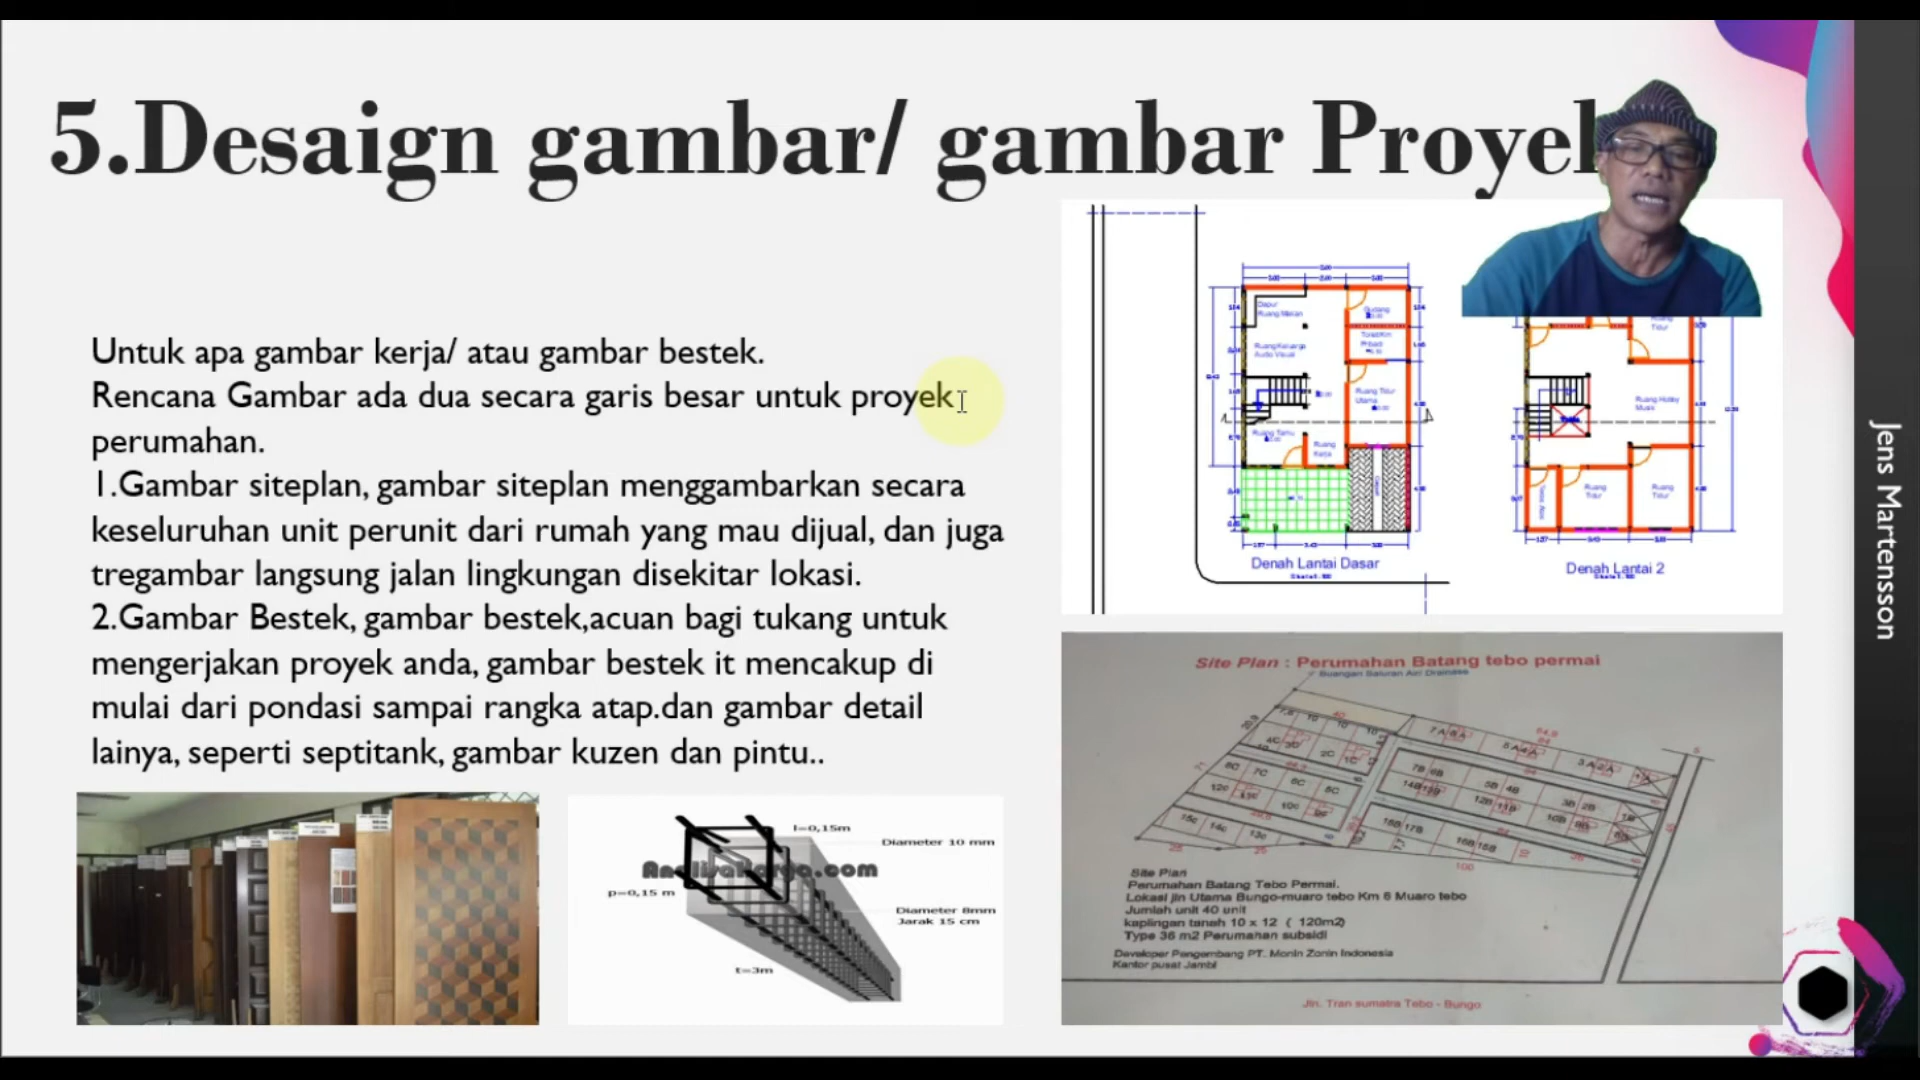 5.Desaign gambar/ gambar Proyek
Untuk apa gambar kerja/ atau gambar bestek.
Rencana Gambar ada dua secara garis besar untuk proyek
perumahan.
1.Gambar siteplan, gambar siteplan menggambarkan secara
keseluruhan unit perunit dari rumah yang mau dijual, dan juga
tregambar langsung jalan lingkungan disekitar lokasi.
2.Gambar Bestek, gambar bestek,acuan bagi tukang untuk
mengerjakan proyek anda, gambar bestek it mencakup di
mulai dari pondasi sampai rangka atap.dan gambar detail
lainya, seperti septitank, gambar kuzen dan pintu..
Dapur
Ruang Makan
Gudang
Ruang Keluarga
Audio Visual
Ruang Tidur
Utama
Ruang Tamu
Ruang
Kerja
Denah Lantai Dasar
Ruang
Tidur
Ruang Hobby
Musik
Ruang
Tidur
Ruang
Tidur
Denah Lantai 2
l=0,15m
Diameter 10 mm
AnalisaHarga.com
p=0,15 m
Diameter 8mm
Jarak 15 cm
t=3m
Site Plan : Perumahan Batang tebo permai
Buangan Saluran Air/ Drainase
Site Plan
Perumahan Batang Tebo Permai.
Lokasi jln Utama Bungo-muaro tebo Km 6 Muaro tebo
Jumlah unit 40 unit
kaplingan tanah 10 x 12 ( 120m2)
Type 36 m2 Perumahan subsidi
Developer Pengembang PT. Monin Zonin Indonesia
Kantor pusat Jambi
Jln. Tran sumatra Tebo - Bungo
Jens Martensson